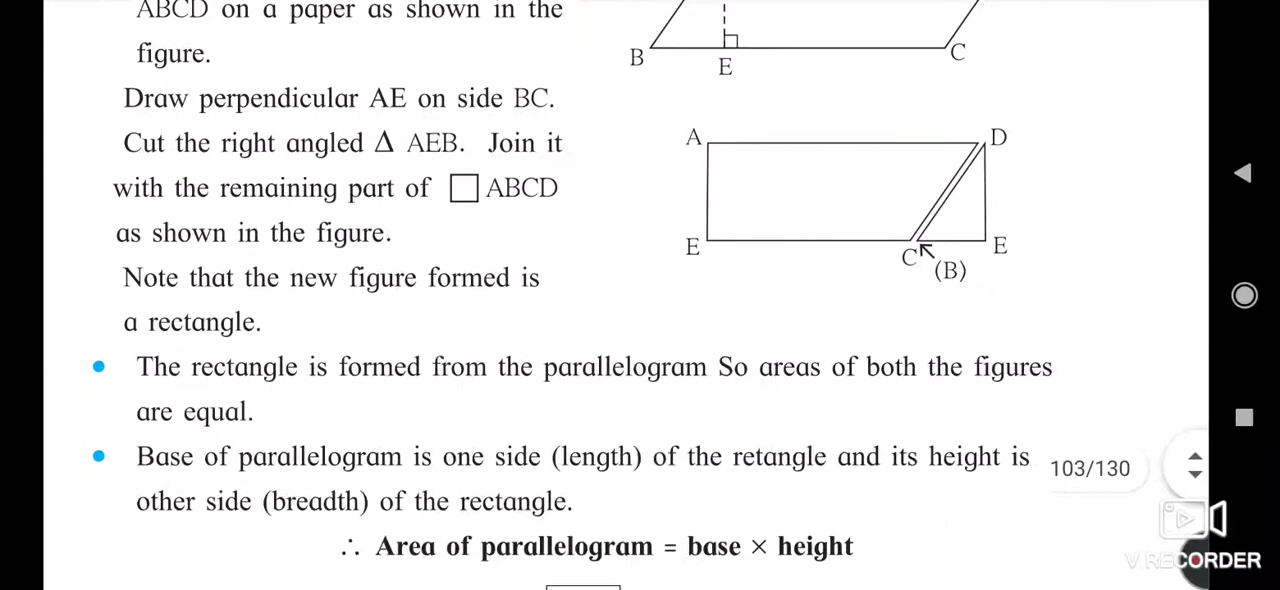 ABCD on a paper as shown in the
figure.
B
E
C
Draw perpendicular AE on side BC.
Cut the right angled Δ AEB. Join it
with the remaining part of □ ABCD
as shown in the figure.
A
D
E
C
(B)
E
Note that the new figure formed is
a rectangle.
• The rectangle is formed from the parallelogram So areas of both the figures
are equal.
• Base of parallelogram is one side (length) of the retangle and its height is
other side (breadth) of the rectangle.
103/130
∴ Area of parallelogram = base × height
V RECORDER